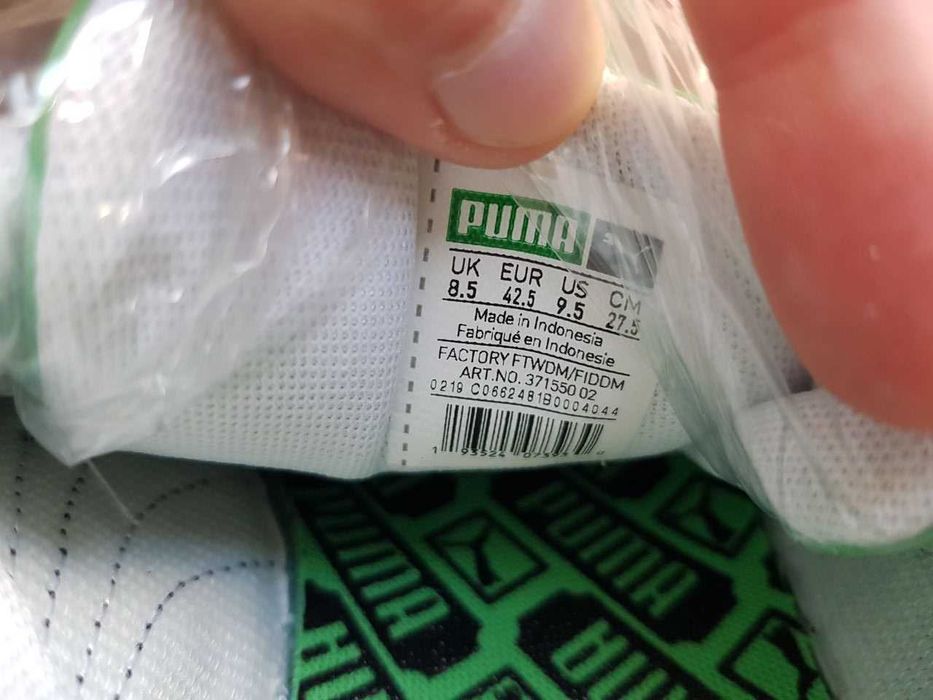 PUMA
UK EUR US CM
8.5 42.5 9.5 27.5
Made in Indonesia
Fabriqué en Indonesie
FACTORY FTWDM/FIDDM
ART.NO. 371550 02
0219 C0662481B0004044
PUMA
PUMA